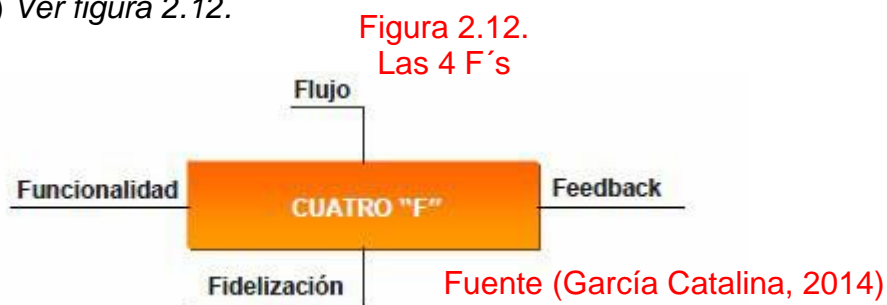 ) Ver figura 2.12.
Figura 2.12.
Las 4 F´s
Flujo
Funcionalidad
CUATRO "F"
Feedback
Fidelización
Fuente (García Catalina, 2014)